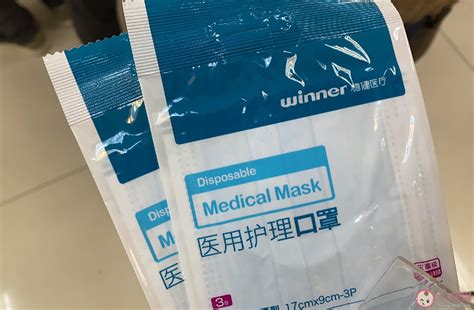 winner 稳健医疗
Disposable
Medical Mask
医用护理口罩
3
17cmx9cm-3P